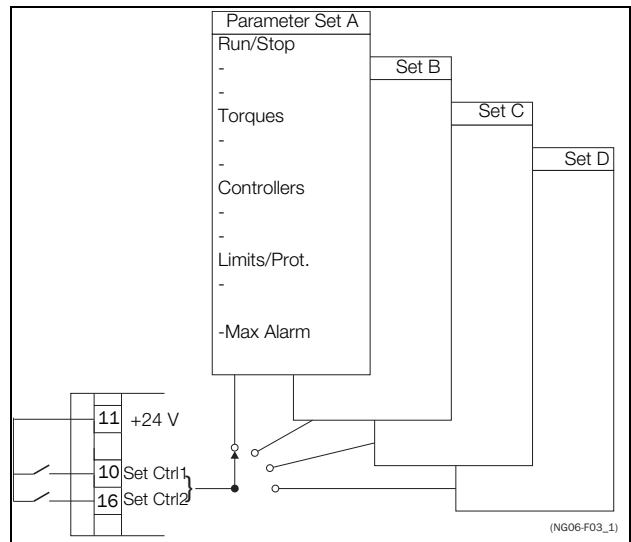 Parameter Set A
Run/Stop
-
-
Torques
-
-
Controllers
-
-
Limits/Prot.
-
-Max Alarm
Set B
Set C
Set D
11 +24 V
10 Set Ctrl1
16 Set Ctrl2
}
(NG06-F03_1)